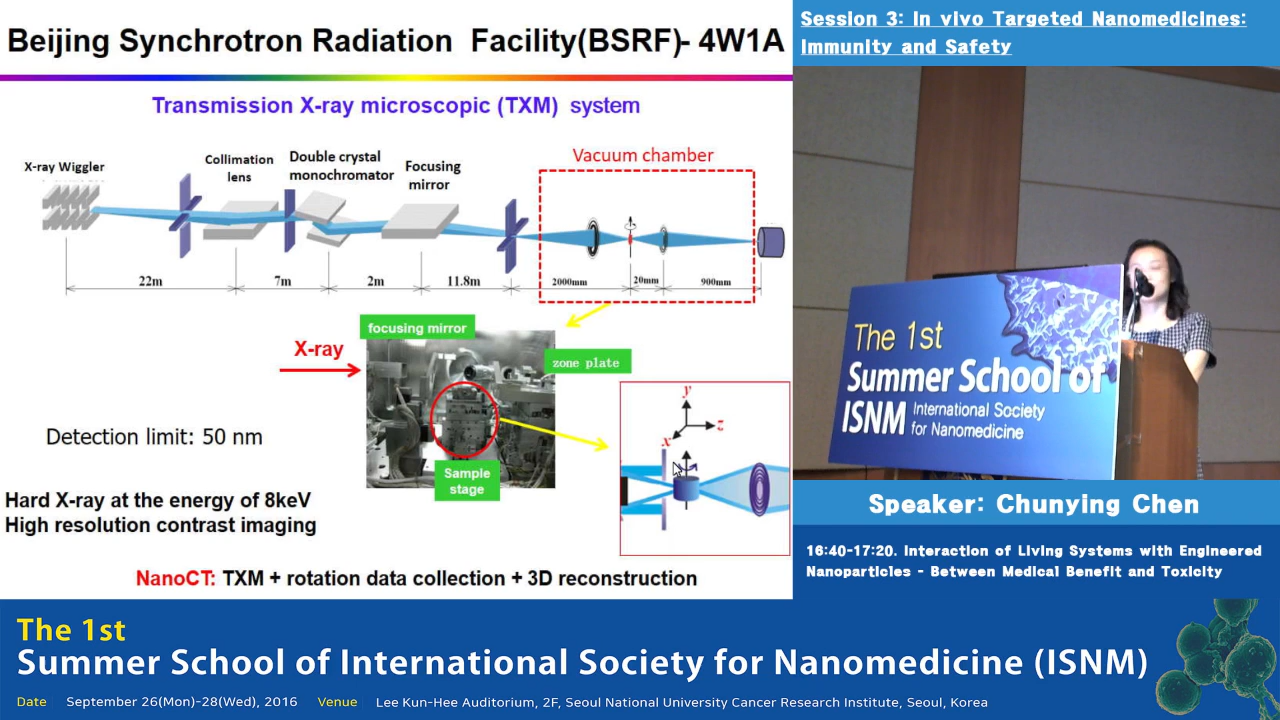 Beijing Synchrotron Radiation Facility(BSRF)- 4W1A
Transmission X-ray microscopic (TXM) system
X-ray Wiggler
Collimation
lens
Double crystal
monochromator
Focusing
mirror
Vacuum chamber
22m
7m
2m
11.8m
2000mm
20mm
900mm
focusing mirror
X-ray
zone plate
y
z
x
Detection limit: 50 nm
Sample
stage
Hard X-ray at the energy of 8keV
High resolution contrast imaging
NanoCT: TXM + rotation data collection + 3D reconstruction
Session 3: In vivo Targeted Nanomedicines:
Immunity and Safety
The 1st
Summer School of
ISNM International Society
for Nanomedicine
Speaker: Chunying Chen
16:40-17:20. Interaction of Living Systems with Engineered
Nanoparticles - Between Medical Benefit and Toxicity
The 1st
Summer School of International Society for Nanomedicine (ISNM)
Date September 26(Mon)-28(Wed), 2016 Venue Lee Kun-Hee Auditorium, 2F, Seoul National University Cancer Research Institute, Seoul, Korea